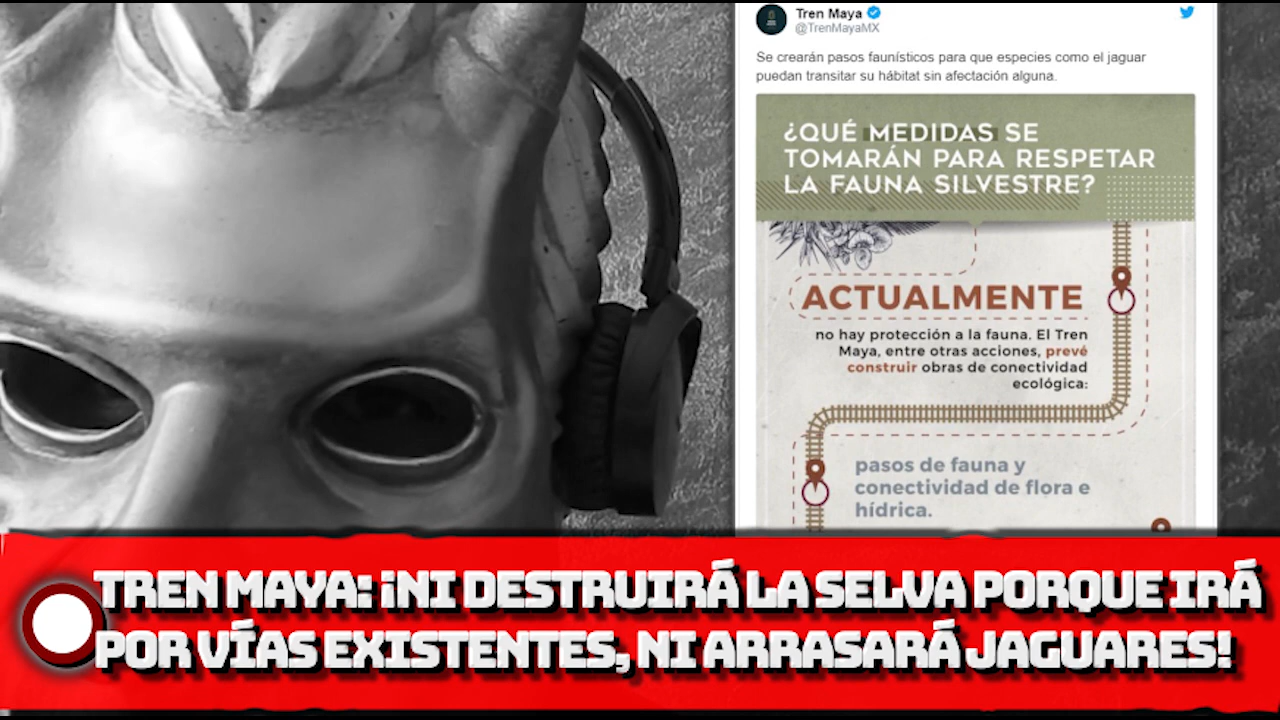 Tren Maya
@TrenMayaMX
Se crearán pasos faunísticos para que especies como el jaguar
puedan transitar su hábitat sin afectación alguna.
¿QUÉ MEDIDAS SE
TOMARÁN PARA RESPETAR
LA FAUNA SILVESTRE?
ACTUALMENTE
no hay protección a la fauna. El Tren
Maya, entre otras acciones, prevé
construir obras de conectividad
ecológica:
pasos de fauna y
conectividad de flora e
hídrica.
TREN MAYA: ¡NI DESTRUIRÁ LA SELVA PORQUE IRÁ
POR VÍAS EXISTENTES, NI ARRASARÁ JAGUARES!